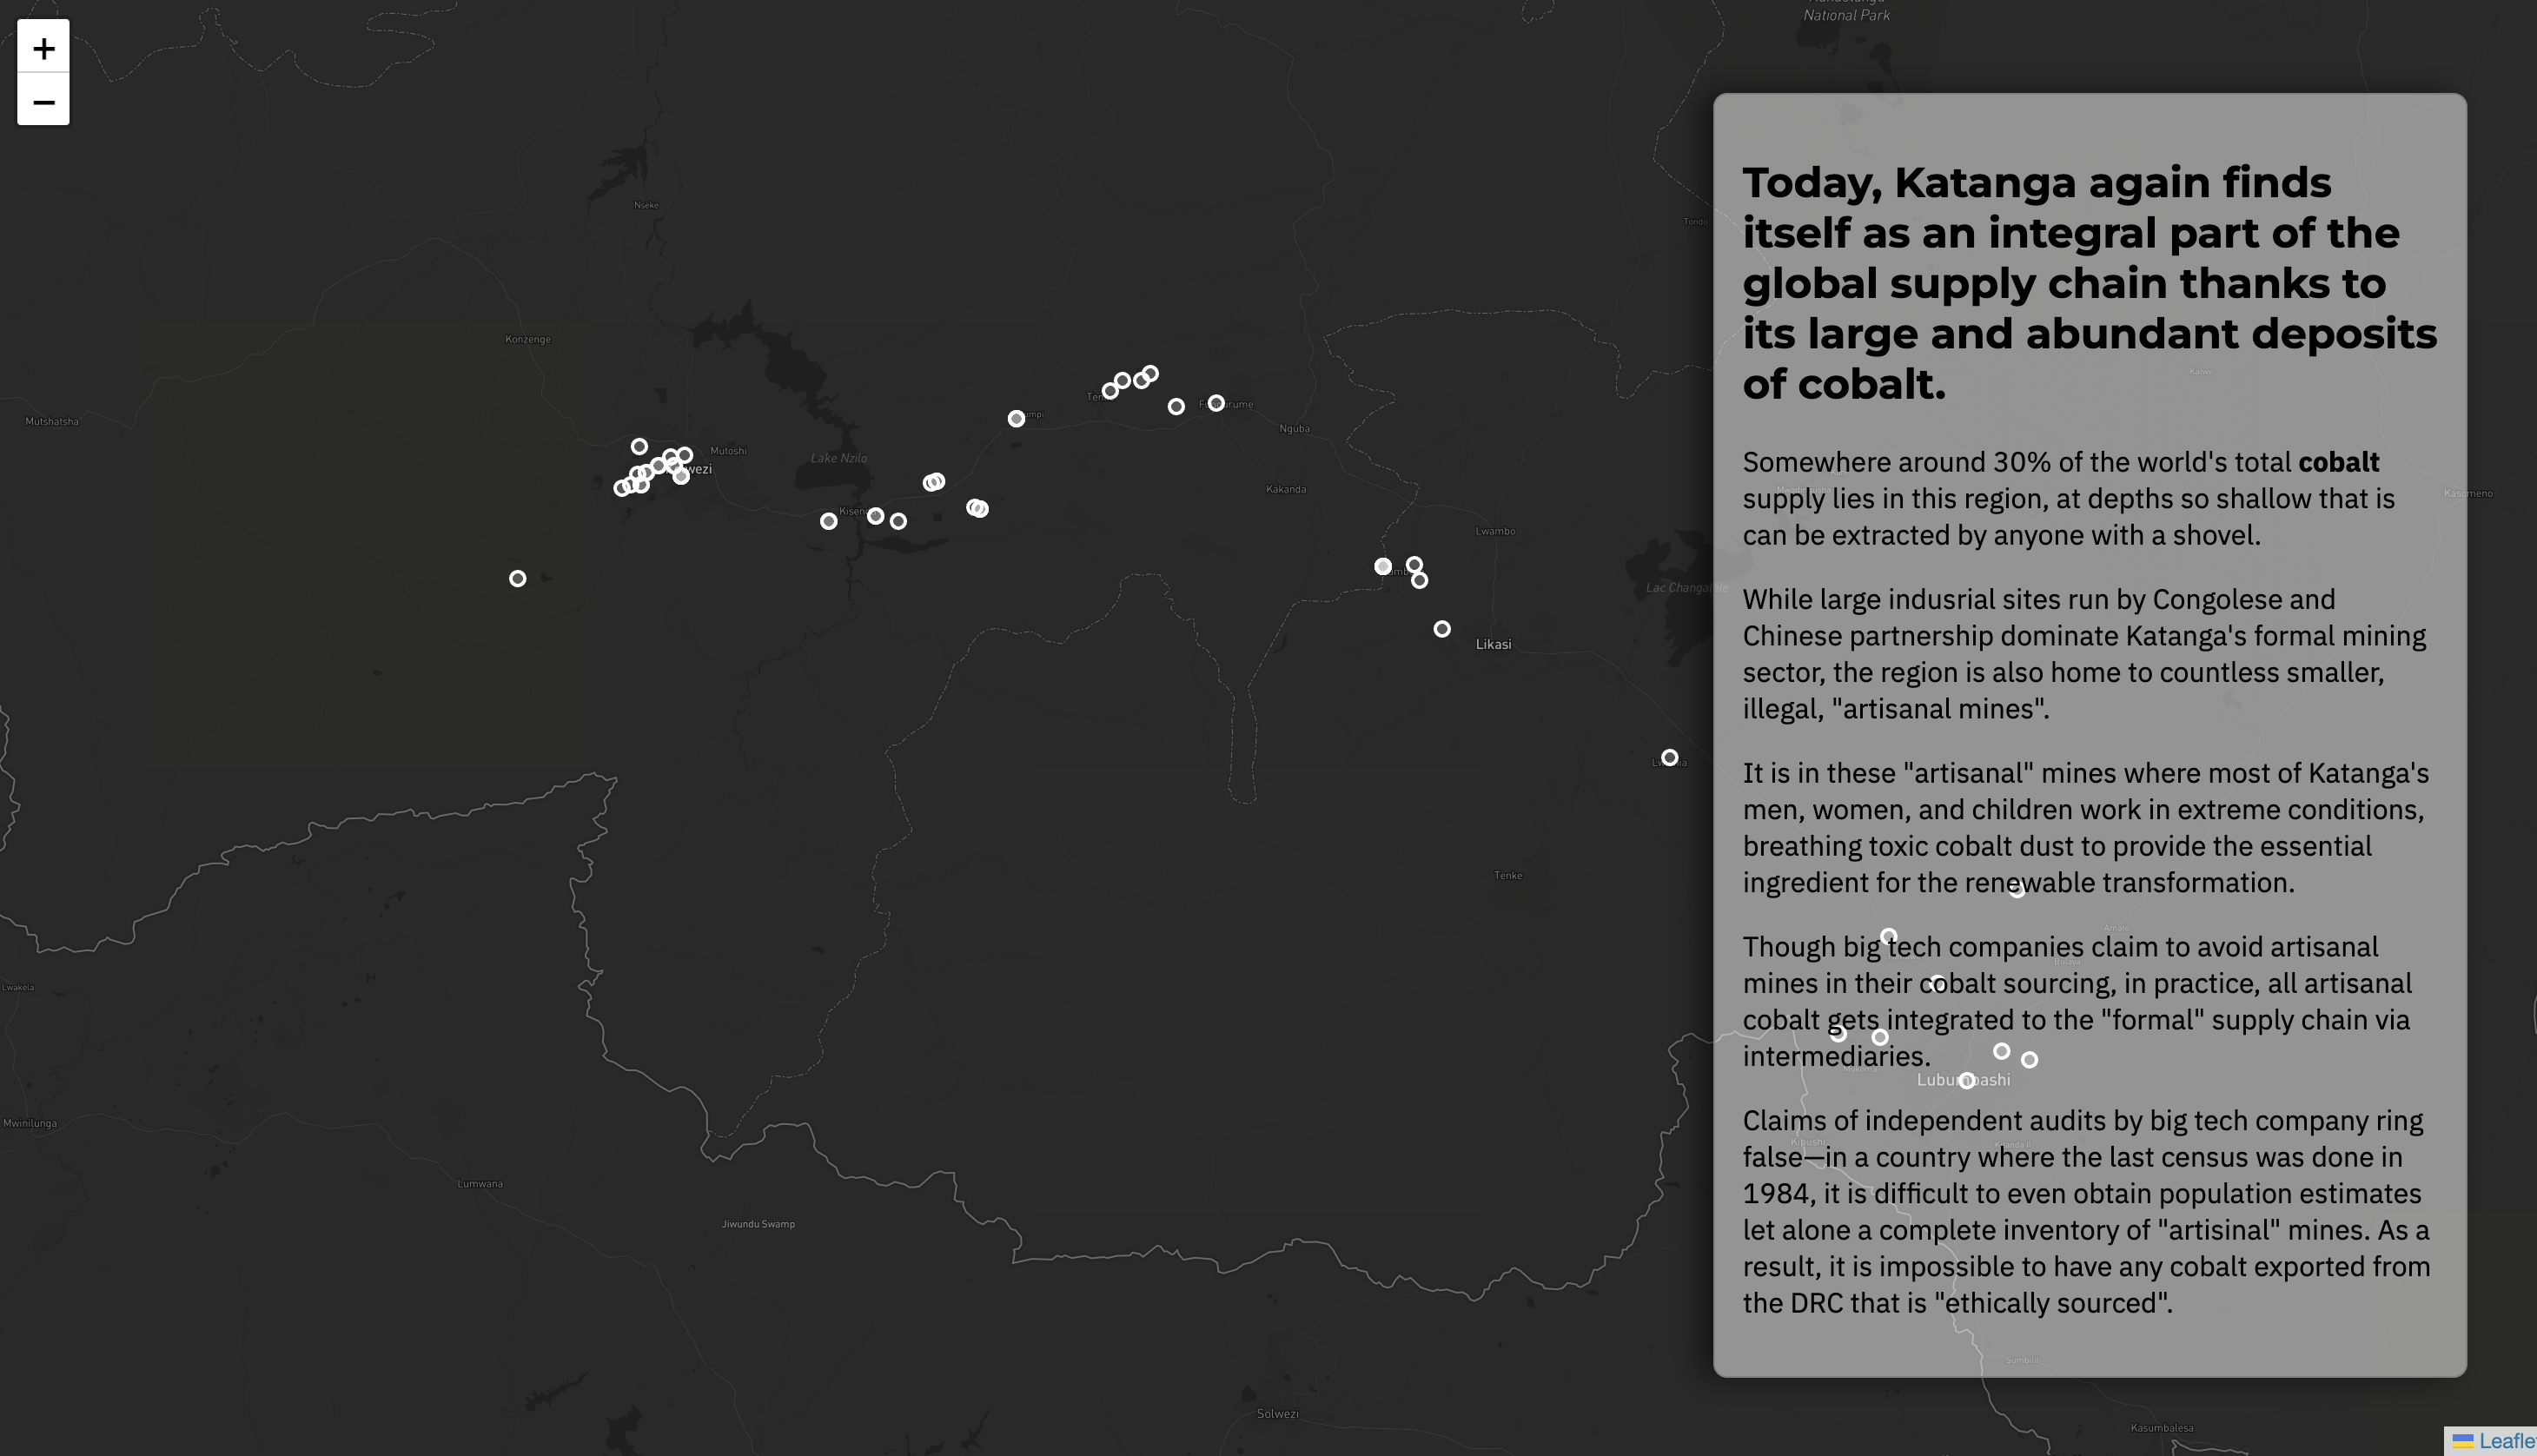 +
−
National Park
Nseke
Tondo
Konzenge
Mutshatsha
Mutoshi
Lake Nzilo
Nguba
Kakanda
Lwambo
Kasomeno
Lac Changalele
Likasi
Tenke
Lwakela
Mwinilunga
Lumwana
Jiwundu Swamp
Solwezi
Kasumbalesa
Today, Katanga again finds
itself as an integral part of the
global supply chain thanks to
its large and abundant deposits
of cobalt.
Somewhere around 30% of the world's total cobalt
supply lies in this region, at depths so shallow that is
can be extracted by anyone with a shovel.
While large indusrial sites run by Congolese and
Chinese partnership dominate Katanga's formal mining
sector, the region is also home to countless smaller,
illegal, "artisanal mines".
It is in these "artisanal" mines where most of Katanga's
men, women, and children work in extreme conditions,
breathing toxic cobalt dust to provide the essential
ingredient for the renewable transformation.
Though big tech companies claim to avoid artisanal
mines in their cobalt sourcing, in practice, all artisanal
cobalt gets integrated to the "formal" supply chain via
intermediaries.
Lubumbashi
Claims of independent audits by big tech company ring
false—in a country where the last census was done in
1984, it is difficult to even obtain population estimates
let alone a complete inventory of "artisinal" mines. As a
result, it is impossible to have any cobalt exported from
the DRC that is "ethically sourced".
Kipushi
Sumbilili